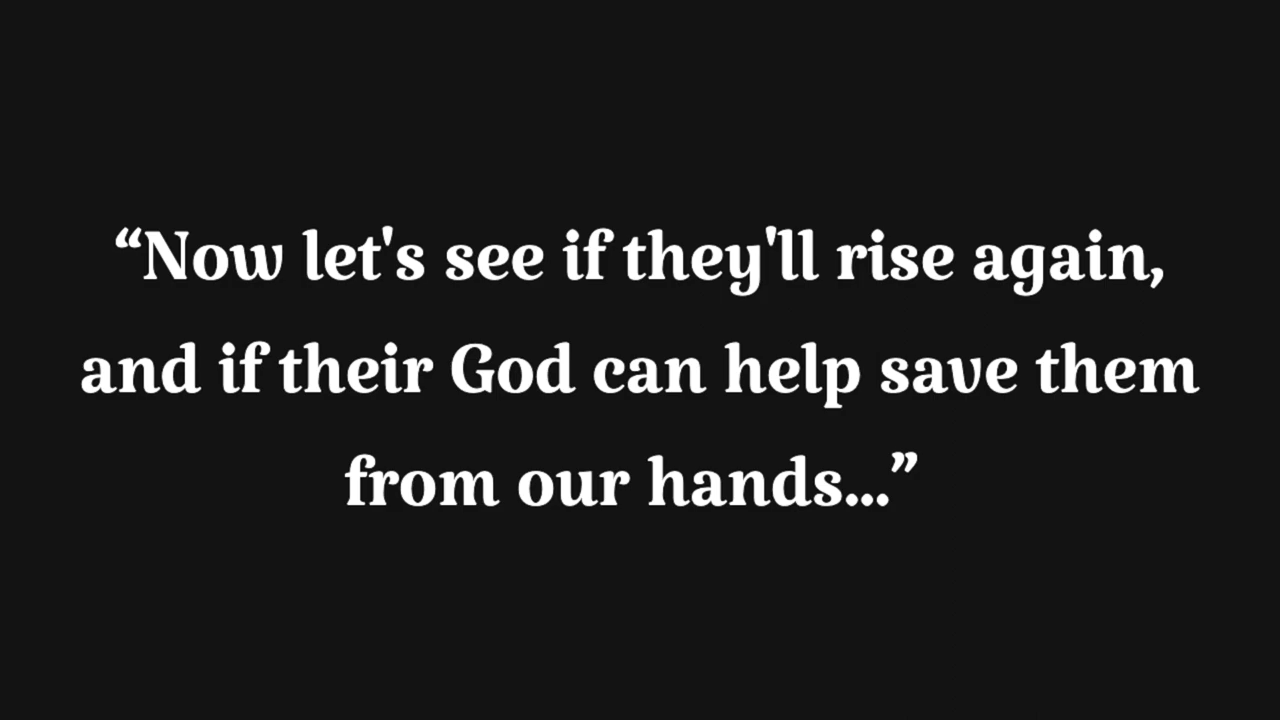 “Now let's see if they'll rise again,
and if their God can help save them
from our hands...”